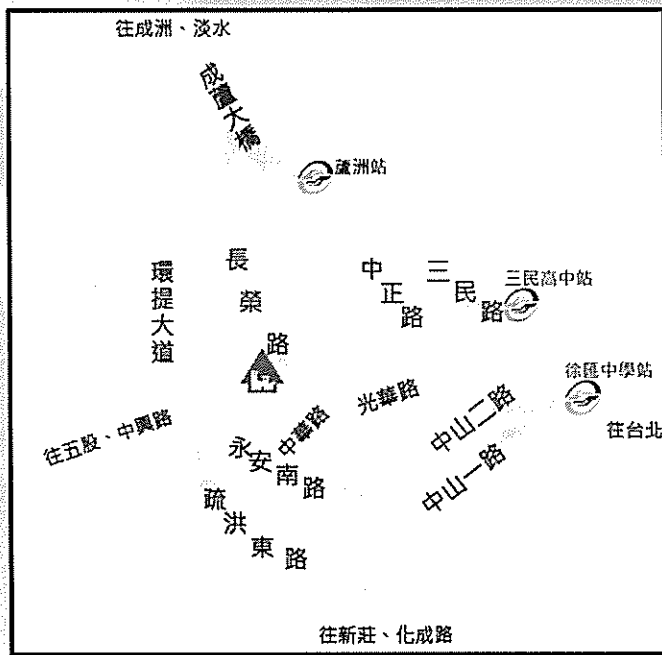 往成洲、淡水
成蘆大橋
蘆洲站
環提大道
長榮路
中正路
三民路
三民高中站
徐匯中學站
往台北
光華路
中山二路
中山一路
中華路
往五股、中興路
永安南路
疏洪東路
往新莊、化成路